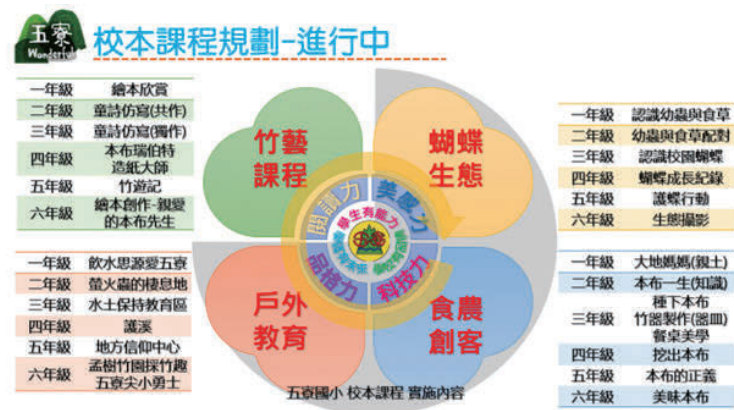 五寮
Wonderful
校本課程規劃-進行中
一年級 繪本欣賞
二年級 童詩仿寫(共作)
三年級 童詩仿寫(獨作)
四年級 本布瑞伯特
造紙大師
五年級 竹遊記
六年級 繪本創作-親愛
的本布先生
竹藝
課程
蝴蝶
生態
一年級 認識幼蟲與食草
二年級 幼蟲與食草配對
三年級 認識校園蝴蝶
四年級 蝴蝶成長紀錄
五年級 護蝶行動
六年級 生態攝影
閱讀力
美感力
品格力
科技力
學生有能力
一年級 飲水思源愛五寮
二年級 螢火蟲的棲息地
三年級 水土保持教育區
四年級 護溪
五年級 地方信仰中心
六年級 孟樹竹園探竹趣
五寮尖小勇士
戶外
教育
食農
創客
一年級 大地媽媽(親土)
二年級 本布一生(知識)
三年級 種下本布
竹器製作(器皿)
餐桌美學
四年級 挖出本布
五年級 本布的正義
六年級 美味本布
五寮國小 校本課程 實施內容